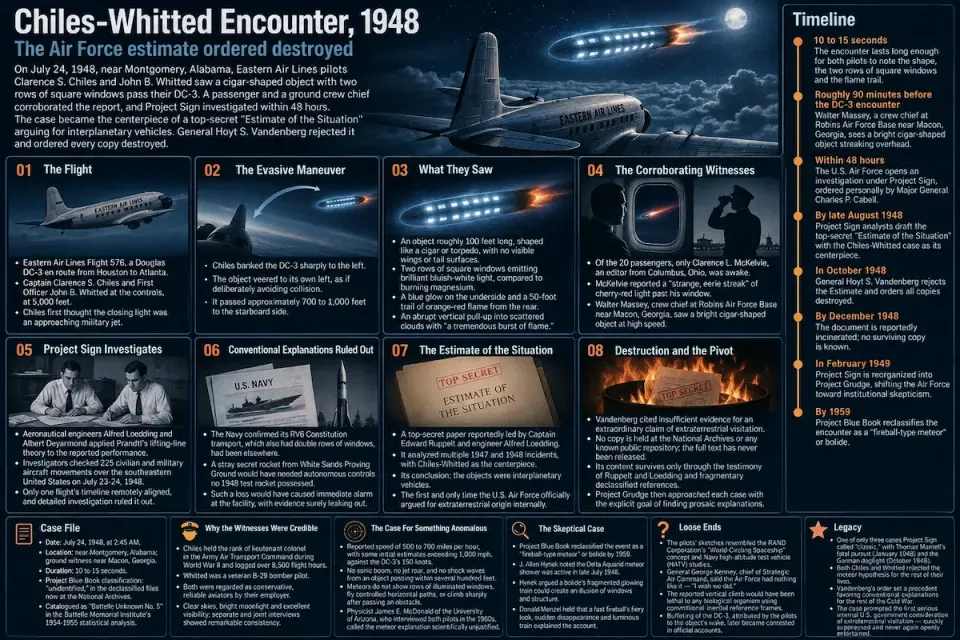 Chiles-Whitted Encounter, 1948
The Air Force estimate ordered destroyed
On July 24, 1948, near Montgomery, Alabama, Eastern Air Lines pilots
Clarence S. Chiles and John B. Whitted saw a cigar-shaped object with two
rows of square windows pass their DC-3. A passenger and a ground crew chief
corroborated the report, and Project Sign investigated within 48 hours.
The case became the centerpiece of a top-secret "Estimate of the Situation"
arguing for interplanetary vehicles. General Hoyt S. Vandenberg rejected it
and ordered every copy destroyed.
EASTERN AIR LINES
01 The Flight
EASTERN AIR LINES
• Eastern Air Lines Flight 576, a Douglas
DC-3 en route from Houston to Atlanta.
• Captain Clarence S. Chiles and First
Officer John B. Whitted at the controls,
at 5,000 feet.
• Chiles first thought the closing light was
an approaching military jet.
02 The Evasive Maneuver
• Chiles banked the DC-3 sharply to the left.
• The object veered to its own left, as if
deliberately avoiding collision.
• It passed approximately 700 to 1,000 feet
to the starboard side.
03 What They Saw
• An object roughly 100 feet long, shaped
like a cigar or torpedo, with no visible
wings or tail surfaces.
• Two rows of square windows emitting
brilliant bluish-white light, compared to
burning magnesium.
• A blue glow on the underside and a 50-foot
trail of orange-red flame from the rear.
• An abrupt vertical pull-up into scattered
clouds with "a tremendous burst of flame."
04 The Corroborating Witnesses
• Of the 20 passengers, only Clarence L. McKelvie,
an editor from Columbus, Ohio, was awake.
• McKelvie reported a "strange, eerie streak" of
cherry-red light past his window.
• Walter Massey, crew chief at Robins Air Force Base
near Macon, Georgia, saw a bright cigar-shaped
object at high speed.
05 Project Sign Investigates
• Aeronautical engineers Alfred Loedding and
Albert Deyarmond applied Prandtl's lifting-line
theory to the reported performance.
• Investigators checked 225 civilian and military
aircraft movements over the southeastern
United States on July 23-24, 1948.
• Only one flight's timeline remotely aligned,
and detailed investigation ruled it out.
06 Conventional Explanations Ruled Out
U.S. NAVY
• The Navy confirmed its RV6 Constitution
transport, which also had double rows of windows,
had been elsewhere.
• A stray secret rocket from White Sands Proving
Ground would have needed autonomous controls
no 1948 test rocket possessed.
• Such a loss would have caused immediate alarm
at the facility, with evidence surely leaking out.
07 The Estimate of the Situation
TOP SECRET
ESTIMATE OF
THE SITUATION
• A top-secret paper reportedly led by Captain
Edward Ruppelt and engineer Alfred Loedding.
• It analyzed multiple 1947 and 1948 incidents,
with Chiles-Whitted as the centerpiece.
• Its conclusion: the objects were interplanetary
vehicles.
• The first and only time the U.S. Air Force officially
argued for extraterrestrial origin internally.
08 Destruction and the Pivot
TOP SECRET
• Vandenberg cited insufficient evidence for an
extraordinary claim of extraterrestrial visitation.
• No copy is held at the National Archives or any
known public repository; the full text has never
been released.
• Its content survives only through the testimony
of Ruppelt and Loedding and fragmentary
declassified references.
• Project Grudge then approached each case with
the explicit goal of finding prosaic explanations.
Timeline
10 to 15 seconds
The encounter lasts long enough
for both pilots to note the shape,
the two rows of square windows
and the flame trail.
Roughly 90 minutes before
the DC-3 encounter
Walter Massey, a crew chief at
Robins Air Force Base near Macon,
Georgia, sees a bright cigar-shaped
object streaking overhead.
Within 48 hours
The U.S. Air Force opens an
investigation under Project Sign,
ordered personally by Major General
Charles P. Cabell.
By late August 1948
Project Sign analysts draft the
top-secret "Estimate of the Situation"
with the Chiles-Whitted case as its
centerpiece.
In October 1948
General Hoyt S. Vandenberg rejects
the Estimate and orders all copies
destroyed.
By December 1948
The document is reportedly
incinerated; no surviving copy
is known.
In February 1949
Project Sign is reorganized into
Project Grudge, shifting the Air Force
toward institutional skepticism.
By 1959
Project Blue Book reclassifies the
encounter as a "fireball-type meteor"
or bolide.
Case File
• Date: July 24, 1948, at 2:45 AM.
• Location: near Montgomery, Alabama;
ground witness near Macon, Georgia.
• Duration: 10 to 15 seconds.
• Project Blue Book classification:
"unidentified," in the declassified files
now at the National Archives.
• Catalogued as "Battelle Unknown No. 5"
in the Battelle Memorial Institute's
1954-1955 statistical analysis.
Why the Witnesses Were Credible
• Chiles held the rank of lieutenant colonel
in the Army Air Transport Command during
World War II and logged over 8,500 flight hours.
• Whitted was a veteran B-29 bomber pilot.
• Both were regarded as conservative,
reliable aviators by their employer.
• Clear skies, bright moonlight and excellent
visibility; separate and joint interviews
showed remarkable consistency.
The Case For Something Anomalous
• Reported speed of 500 to 700 miles per hour,
with some initial estimates exceeding 1,000 mph,
against the DC-3's 150 knots.
• No sonic boom, no jet roar, and no shock waves
from an object passing within several hundred feet.
• Meteors do not show rows of illuminated windows,
fly controlled horizontal paths, or climb sharply
after passing an obstacle.
• Physicist James E. McDonald of the University
of Arizona, who interviewed both pilots in the 1960s,
called the meteor explanation scientifically unjustified.
The Skeptical Case
• Project Blue Book reclassified the event as a
"fireball-type meteor" or bolide by 1959.
• J. Allen Hynek noted the Delta Aquarid meteor
shower was active in late July 1948.
• Hynek argued a bolide's fragmented glowing train
could create an illusion of windows
and structure.
• Donald Menzel held that a fast fireball's fiery
look, sudden disappearance and luminous
train explained the account.
Loose Ends
• The pilots' sketches resembled the RAND
Corporation's "World-Circling Spaceship"
concept and Navy high-altitude test vehicle
(HATV) studies.
• General George Kenney, chief of Strategic
Air Command, said the Air Force had nothing
like it — "I wish we did."
• The reported vertical climb would have been
lethal to any biological organism using
conventional inertial reference frames.
• Buffeting of the DC-3, attributed by the pilots
to the object's wake, later became contested
in official accounts.
Legacy
• One of only three cases Project Sign
called "classic," with Thomas Mantell's
fatal pursuit (January 1948) and the
Gorman dogfight (October 1948).
• Both Chiles and Whitted rejected the
meteor hypothesis for the rest of
their lives.
• Vandenberg's order set a precedent
favoring conventional explanations
for the rest of the Cold War.
• The case prompted the first serious
internal U.S. government consideration
of extraterrestrial visitation — quickly
suppressed and never again openly
entertained.